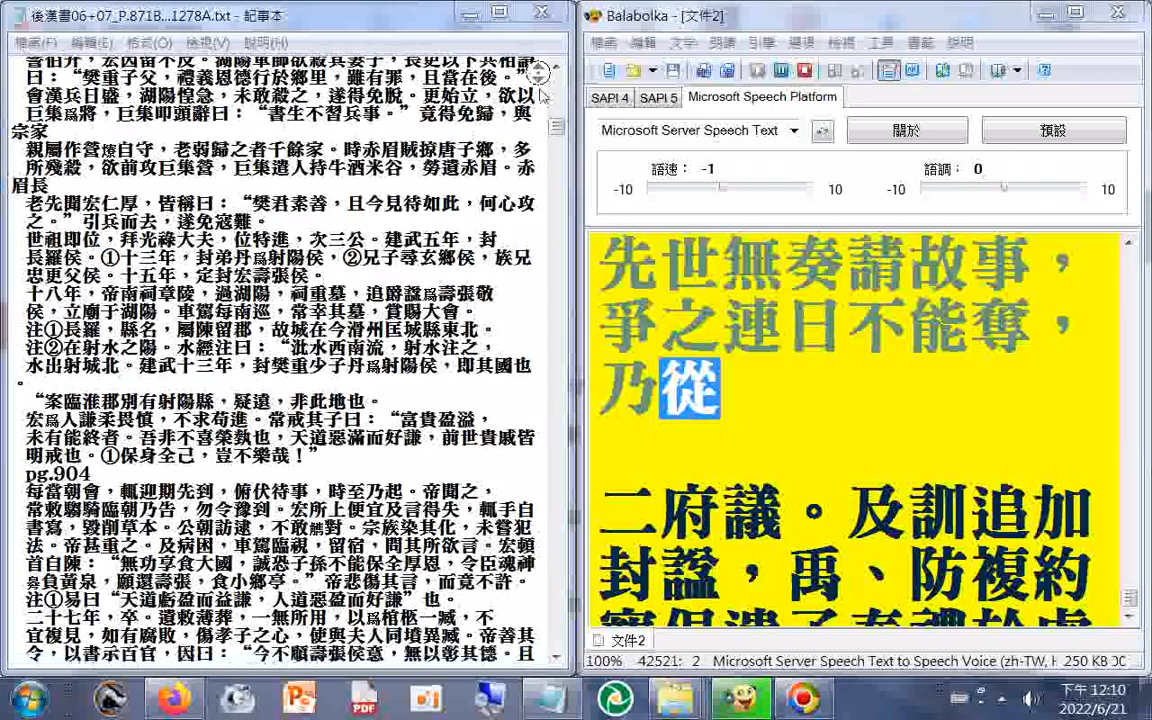 後漢書06+07_P.871B...1278A.txt - 記事本
檔案(F) 編輯(E) 格式(O) 檢視(V) 說明(H)
曰：“樊重子父，禮義恩德行於鄉里，雖有罪，且當在後。”
會漢兵日盛，湖陽惶急，未敢殺之，遂得免脫。更始立，欲以
巨集爲將，巨集叩頭辭曰：“書生不習兵事。”竟得免歸，與
宗家
親屬作營塹自守，老弱歸之者千餘家。時赤眉賊掠唐子鄉，多
所殘殺，欲前攻巨集營，巨集遣人持牛酒米谷，勞遺赤眉。赤
眉長
老先聞宏仁厚，皆稱曰：“樊君素善，且今見待如此，何心攻
之。”引兵而去，遂免寇難。
世祖即位，拜光祿大夫，位特進，次三公。建武五年，封
長羅侯。①十三年，封弟丹爲射陽侯，②兄子尋玄鄉侯，族兄
忠更父侯。十五年，定封宏壽張侯。
十八年，帝南祠章陵，過湖陽，祠重墓，追爵謚爲壽張敬
侯，立廟于湖陽。車駕每南巡，常幸其墓，賞賜大會。
注①長羅，縣名，屬陳留郡，故城在今滑州匡城縣東北。
注②在射水之陽。水經注曰：“泚水西南流，射水注之，
水出射城北。建武十三年，封樊重少子丹爲射陽侯，即其國也
。
“案臨淮郡別有射陽縣，疑遠，非此地也。
宏爲人謙柔畏慎，不求苟進。常戒其子曰：“富貴盈溢，
未有能終者。吾非不喜榮埶也，天道惡滿而好謙，前世貴戚皆
明戒也。①保身全己，豈不樂哉！”
pg.904
每當朝會，輒迎期先到，俯伏待事，時至乃起。帝聞之，
常敕騶騎臨朝乃告，勿令豫到。宏所上便宜及言得失，輒手自
書寫，毀削草本。公朝訪逮，不敢觽對。宗族染其化，未嘗犯
法。帝甚重之。及病困，車駕臨視，留宿，問其所欲言。宏頓
首自陳：“無功享食大國，誠恐子孫不能保全厚恩，令臣魂神
負黃泉，願還壽張，食小鄉亭。”帝悲傷其言，而竟不許。
注①易曰“天道虧盈而益謙，人道惡盈而好謙”也。
二十七年，卒。遺敕薄葬，一無所用，以爲棺柩一臧，不
宜複見，如有腐敗，傷孝子之心，使與夫人同墳異臧。帝善其
令，以書示百官，因曰：“今不順壽張侯意，無以彰其德。且
Balabolka - [文件2]
檔案 編輯 文字 朗讀 引擎 選項 檢視 工具 書籤 說明
SAPI 4 SAPI 5 Microsoft Speech Platform
Microsoft Server Speech Text 關於 預設
語速： -1 語調： 0
-10 10 -10 10
先世無奏請故事，
爭之連日不能奪，
乃從
二府議。及訓追加
封謚，禹、防複約
文件2
100% 42521: 2 Microsoft Server Speech Text to Speech Voice (zh-TW, H 250 KB
下午 12:10
2022/6/21